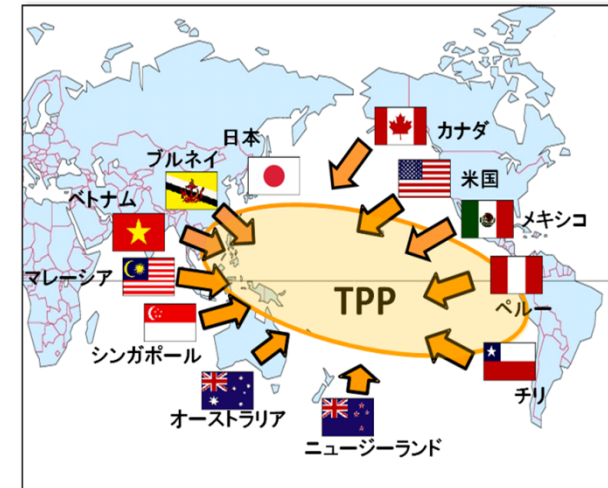 日本
カナダ
ブルネイ
米国
ベトナム
メキシコ
マレーシア
TPP
ペルー
シンガポール
チリ
オーストラリア
ニュージーランド